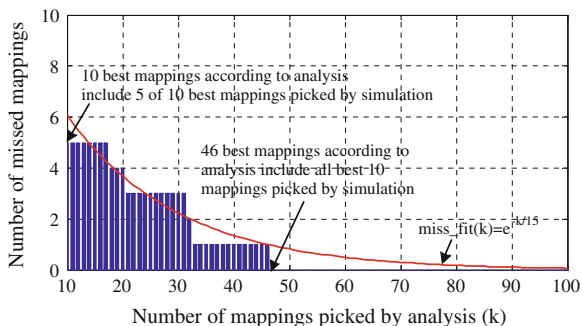 10
8
6
4
2
0
Number of missed mappings
10 best mappings according to analysis
include 5 of 10 best mappings picked by simulation
46 best mappings according to
analysis include all best 10
mappings picked by simulation
miss_fit(k)=e^-k/15
10 20 30 40 50 60 70 80 90 100
Number of mappings picked by analysis (k)